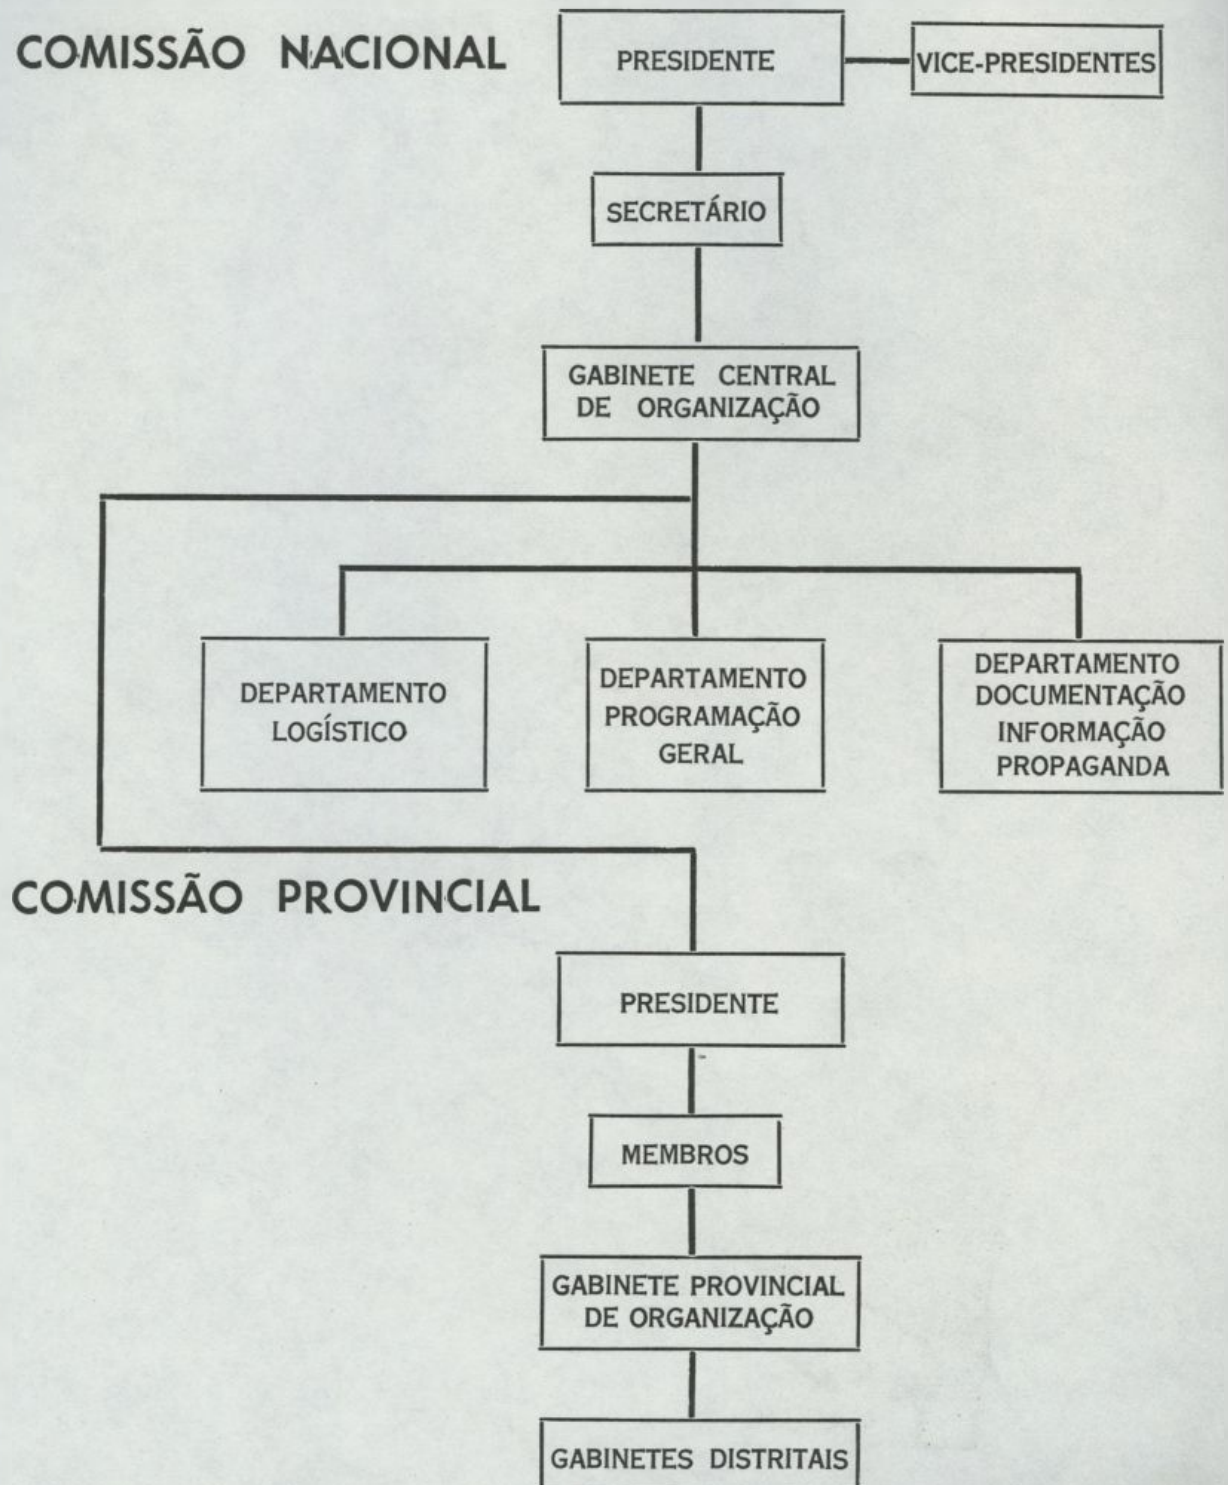 COMISSÃO NACIONAL
PRESIDENTE
VICE-PRESIDENTES
SECRETÁRIO
GABINETE CENTRAL
DE ORGANIZAÇÃO
DEPARTAMENTO
LOGÍSTICO
DEPARTAMENTO
PROGRAMAÇÃO
GERAL
DEPARTAMENTO
DOCUMENTAÇÃO
INFORMAÇÃO
PROPAGANDA
COMISSÃO PROVINCIAL
PRESIDENTE
MEMBROS
GABINETE PROVINCIAL
DE ORGANIZAÇÃO
GABINETES DISTRITAIS